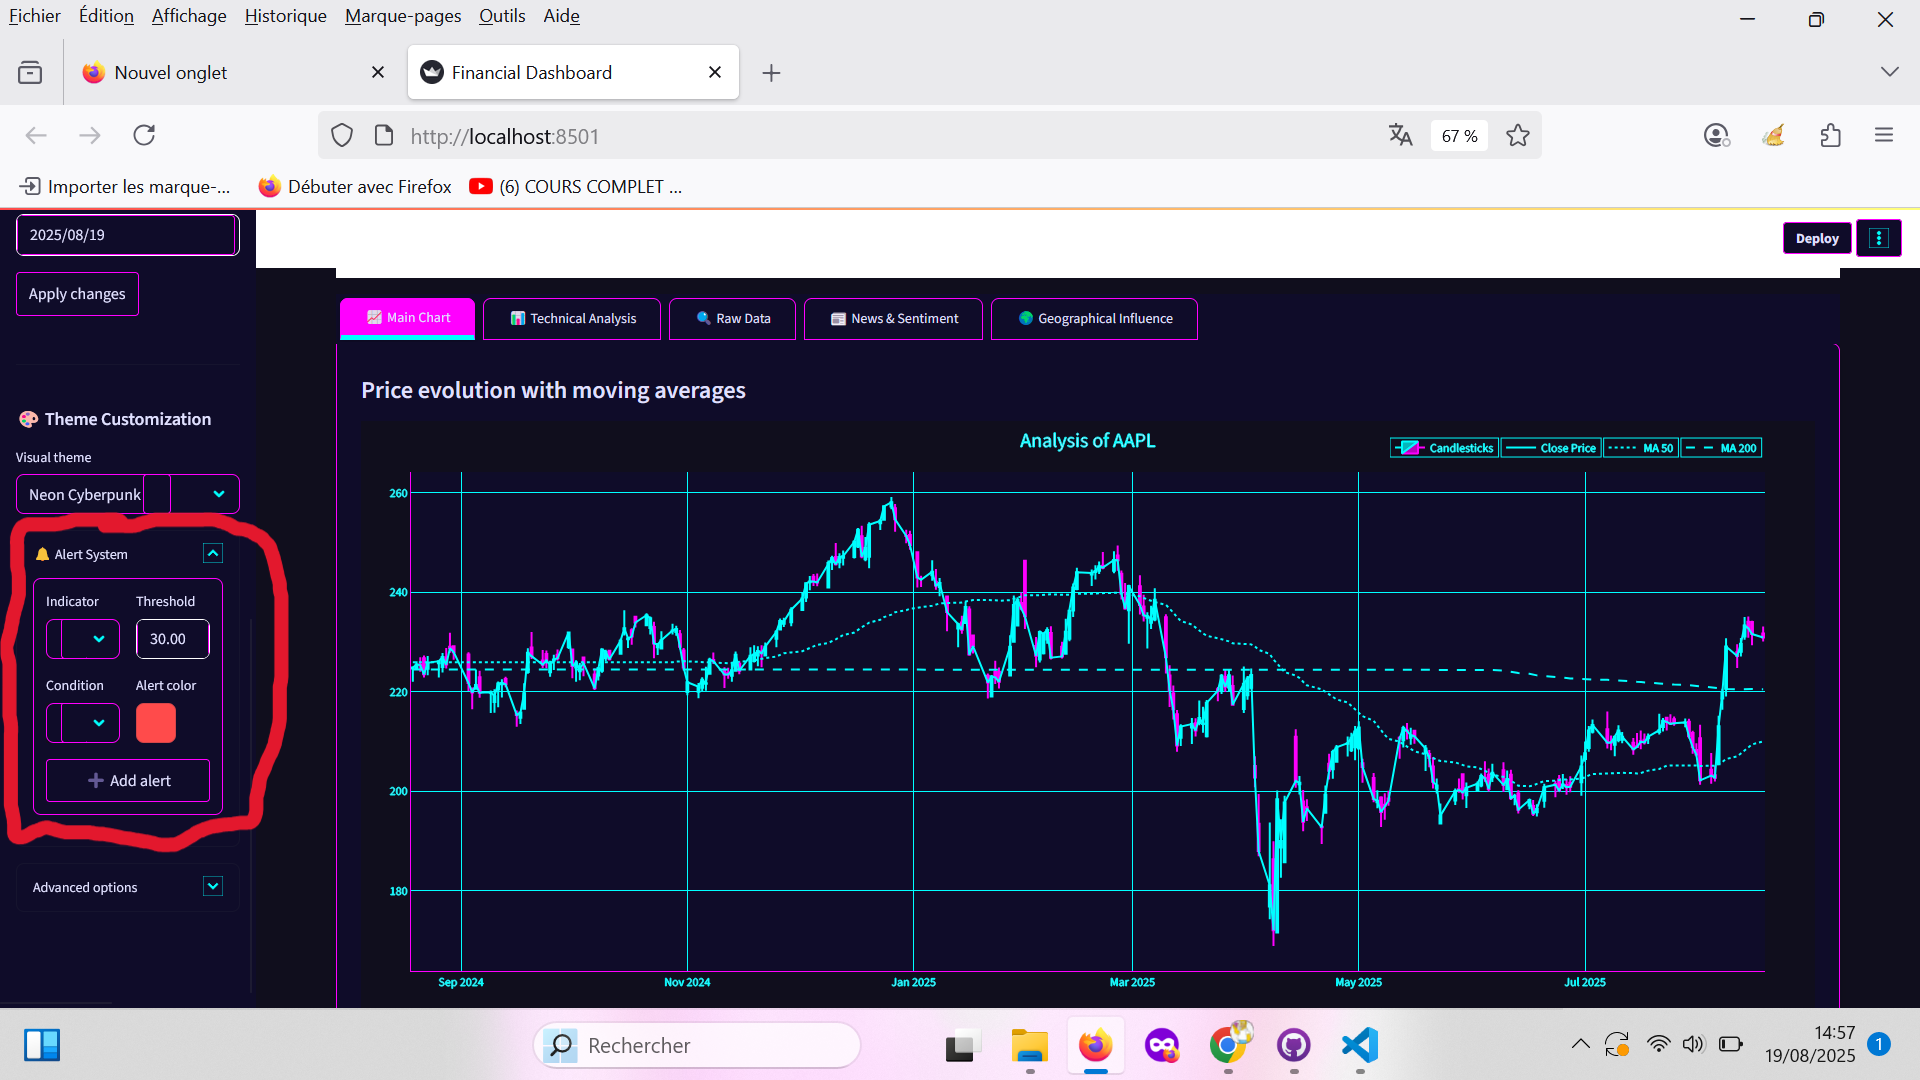 Fichier Édition Affichage Historique Marque-pages Outils Aide
Nouvel onglet
Financial Dashboard
http://localhost:8501
67 %
Importer les marque-...
Débuter avec Firefox
(6) COURS COMPLET ...
2025/08/19
Deploy
Apply changes
Main Chart
Technical Analysis
Raw Data
News & Sentiment
Geographical Influence
Theme Customization
Visual theme
Neon Cyberpunk
Alert System
Indicator
Threshold
30.00
Condition
Alert color
Add alert
Advanced options
Price evolution with moving averages
Analysis of AAPL
Candlesticks
Close Price
MA 50
MA 200
260
240
220
200
180
Sep 2024
Nov 2024
Jan 2025
Mar 2025
May 2025
Jul 2025
Rechercher
14:57
19/08/2025
1